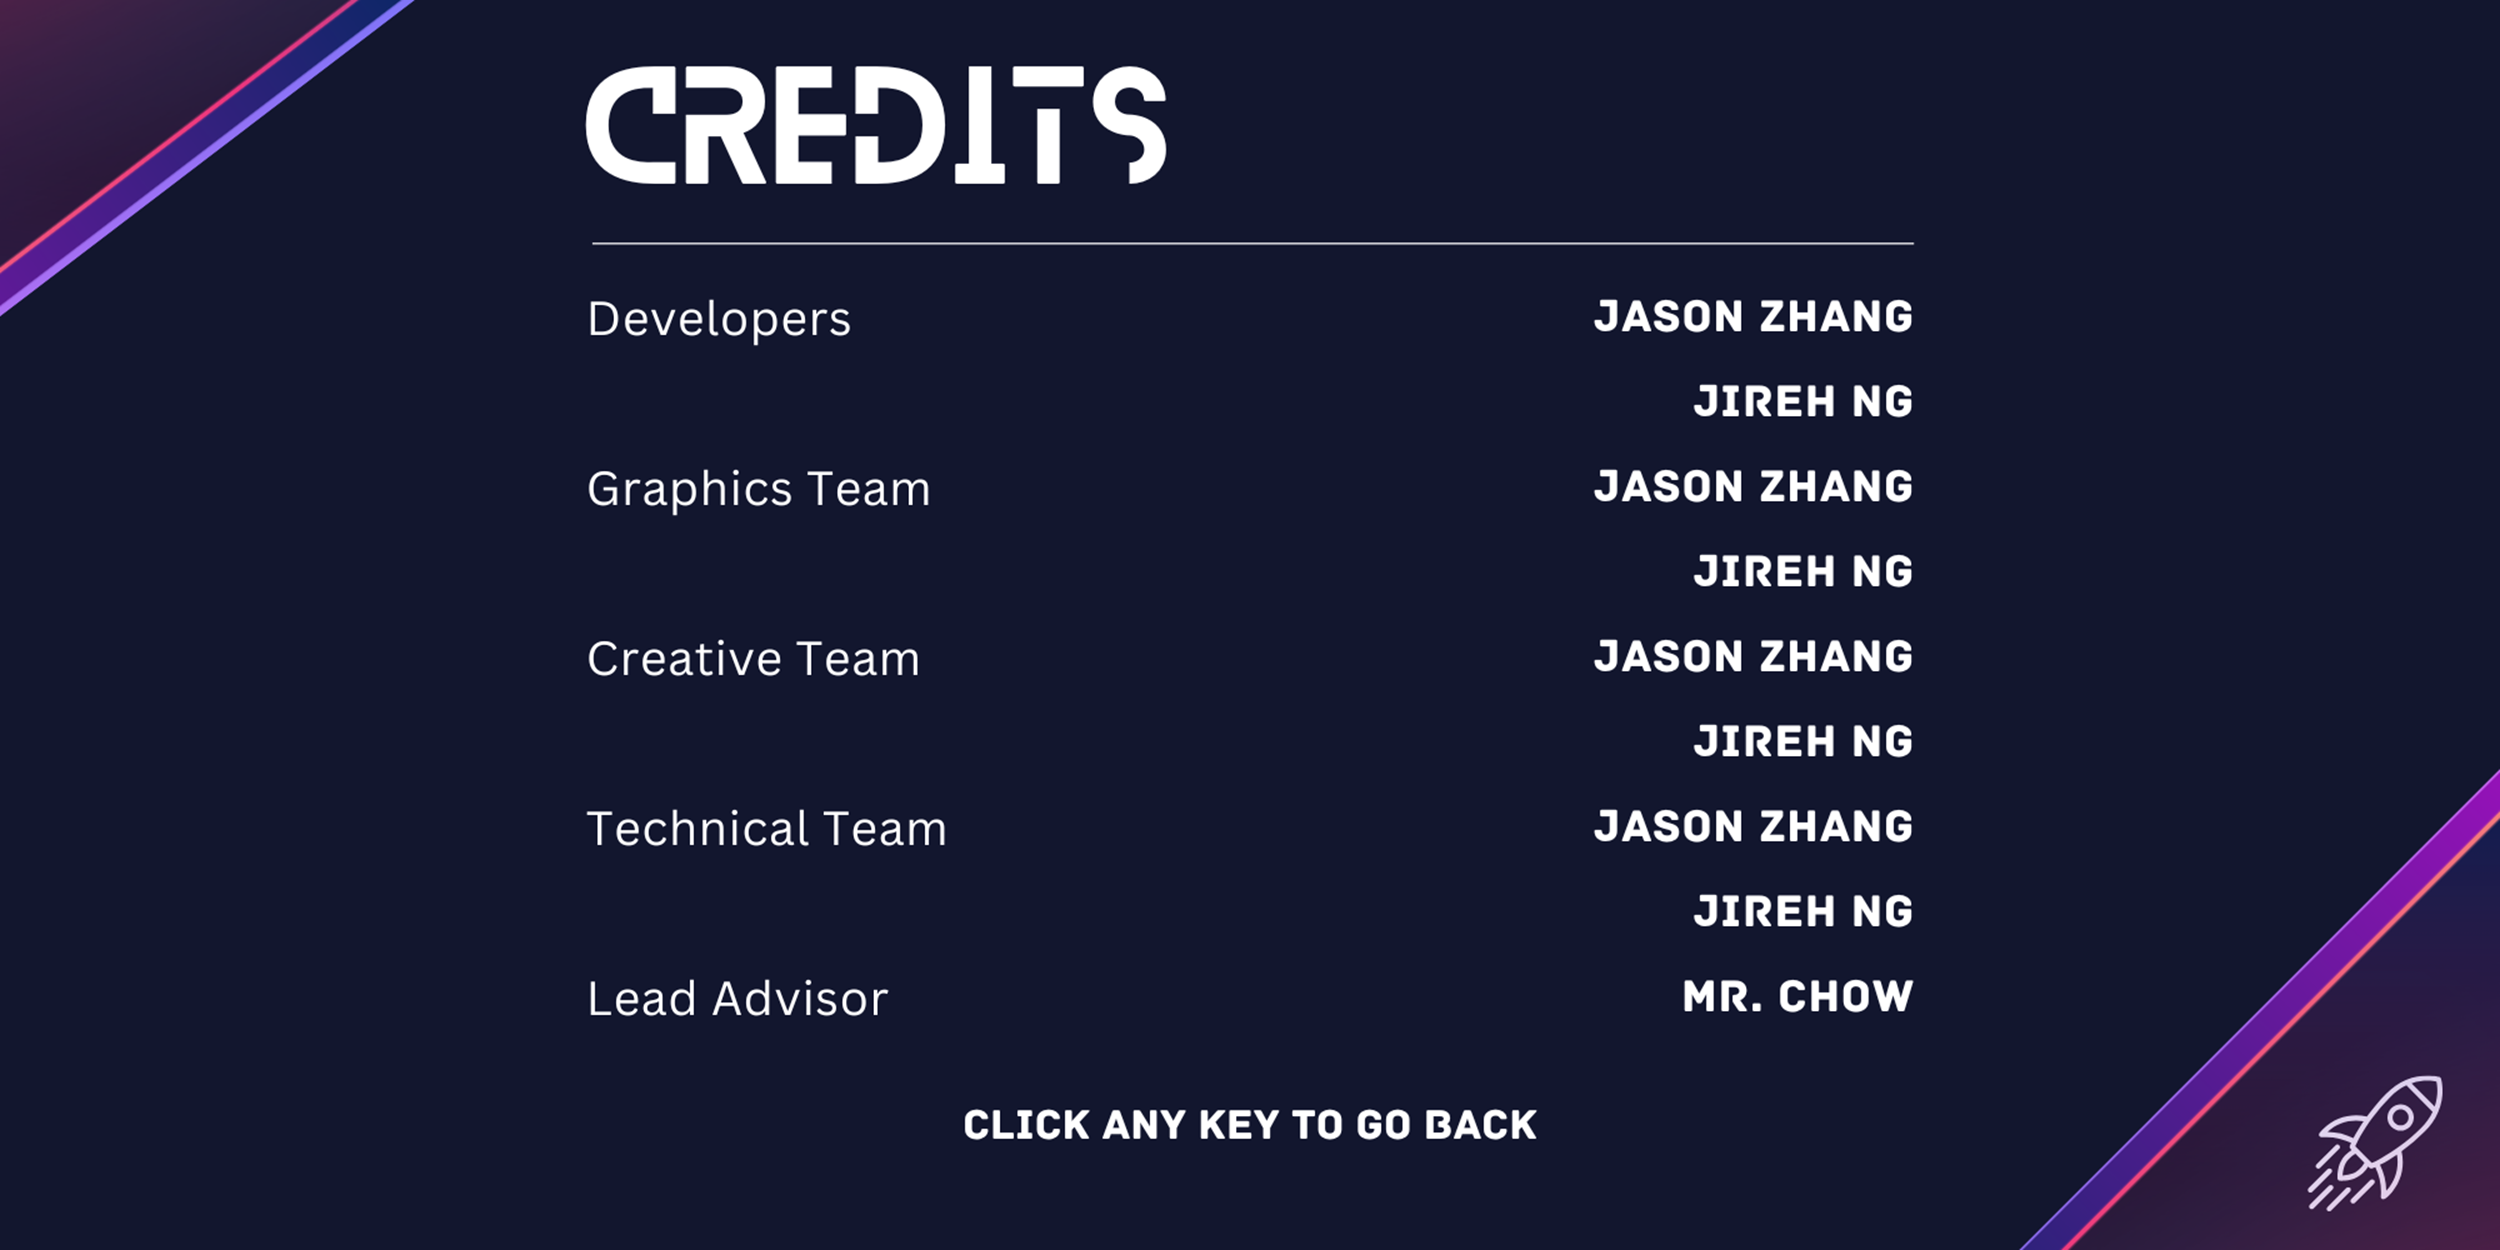 CREDITS
Developers JASON ZHANG
JIREH NG
Graphics Team JASON ZHANG
JIREH NG
Creative Team JASON ZHANG
JIREH NG
Technical Team JASON ZHANG
JIREH NG
Lead Advisor MR. CHOW
CLICK ANY KEY TO GO BACK